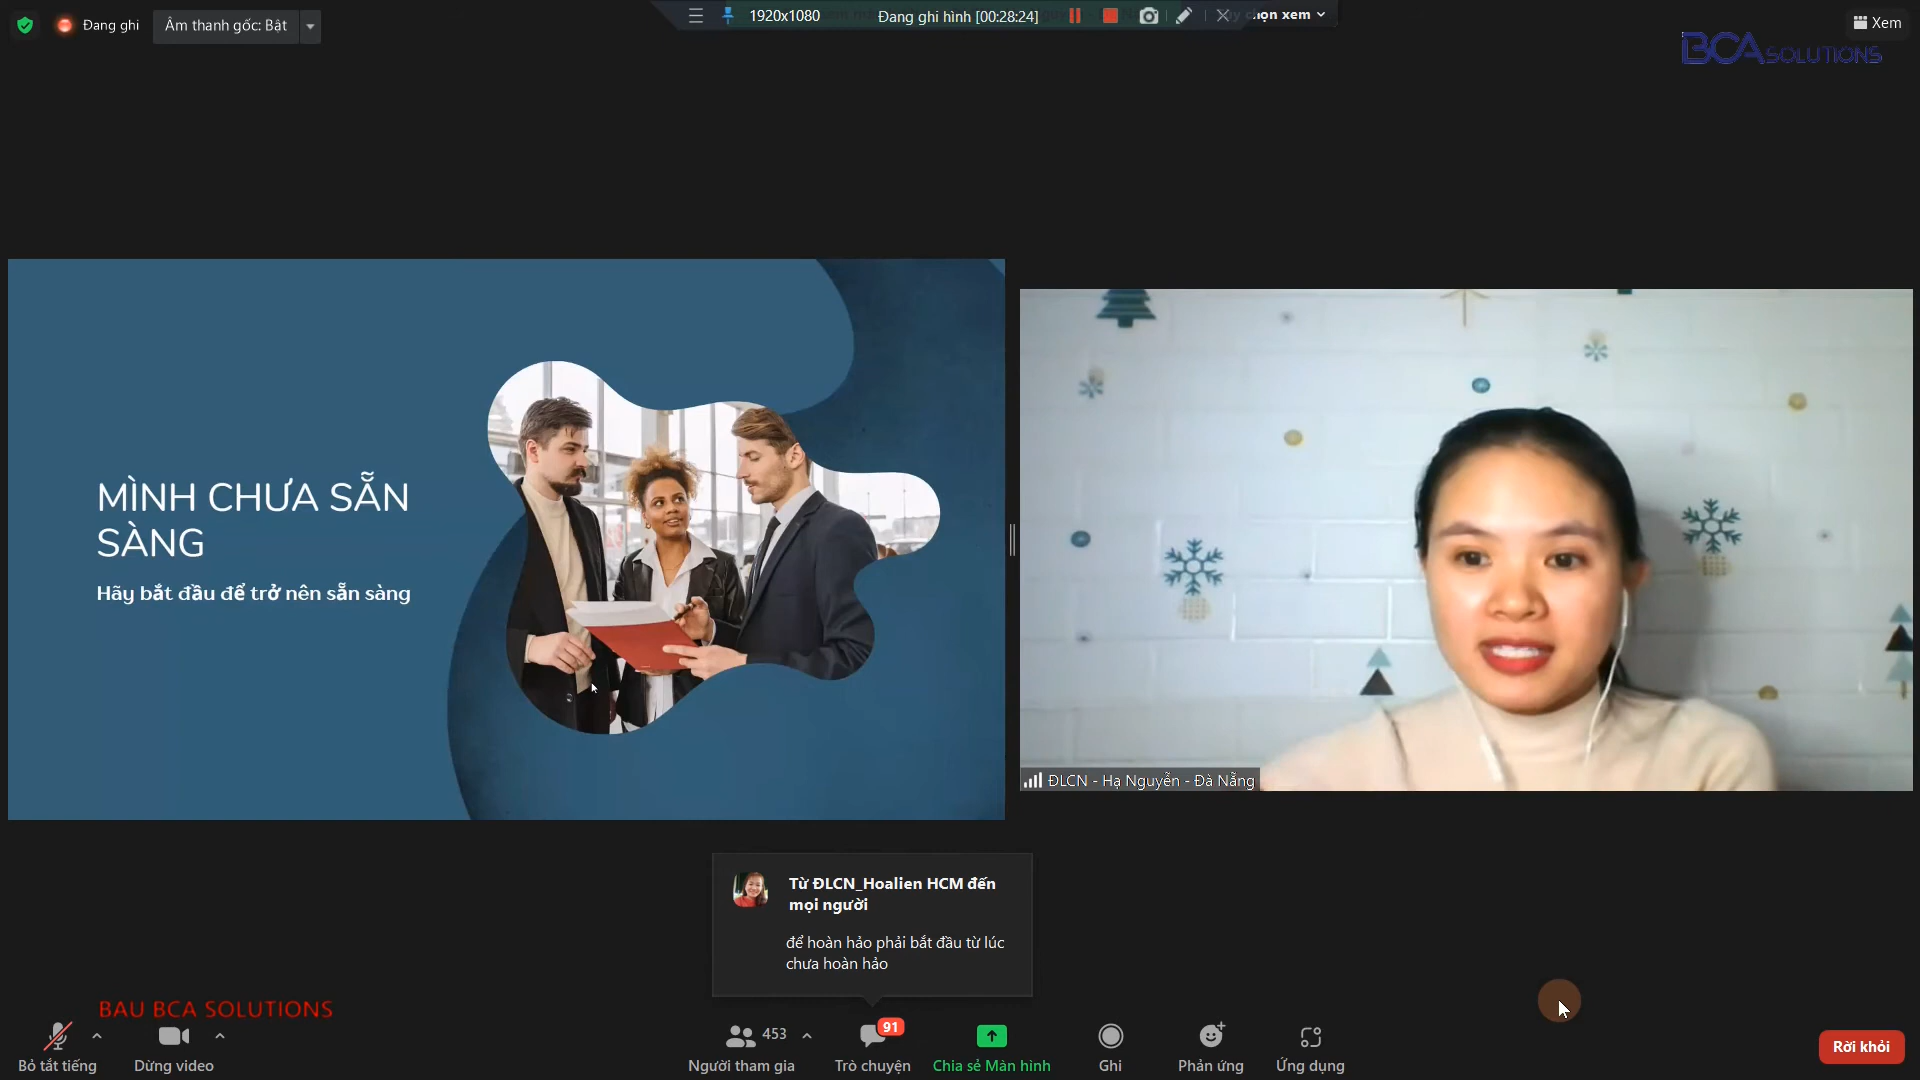 Đang ghi
Âm thanh gốc: Bật
1920x1080
Đang ghi hình [00:28:24]
chọn xem
Xem
BCA SOLUTIONS
MÌNH CHƯA SẴN
SÀNG
Hãy bắt đầu để trở nên sẵn sàng
ĐLCN - Hạ Nguyễn - Đà Nẵng
Từ ĐLCN_Hoalien HCM đến
mọi người
để hoàn hảo phải bắt đầu từ lúc
chưa hoàn hảo
BAU BCA SOLUTIONS
453
91
Bỏ tắt tiếng
Dừng video
Người tham gia
Trò chuyện
Chia sẻ Màn hình
Ghi
Phản ứng
Ứng dụng
Rời khỏi